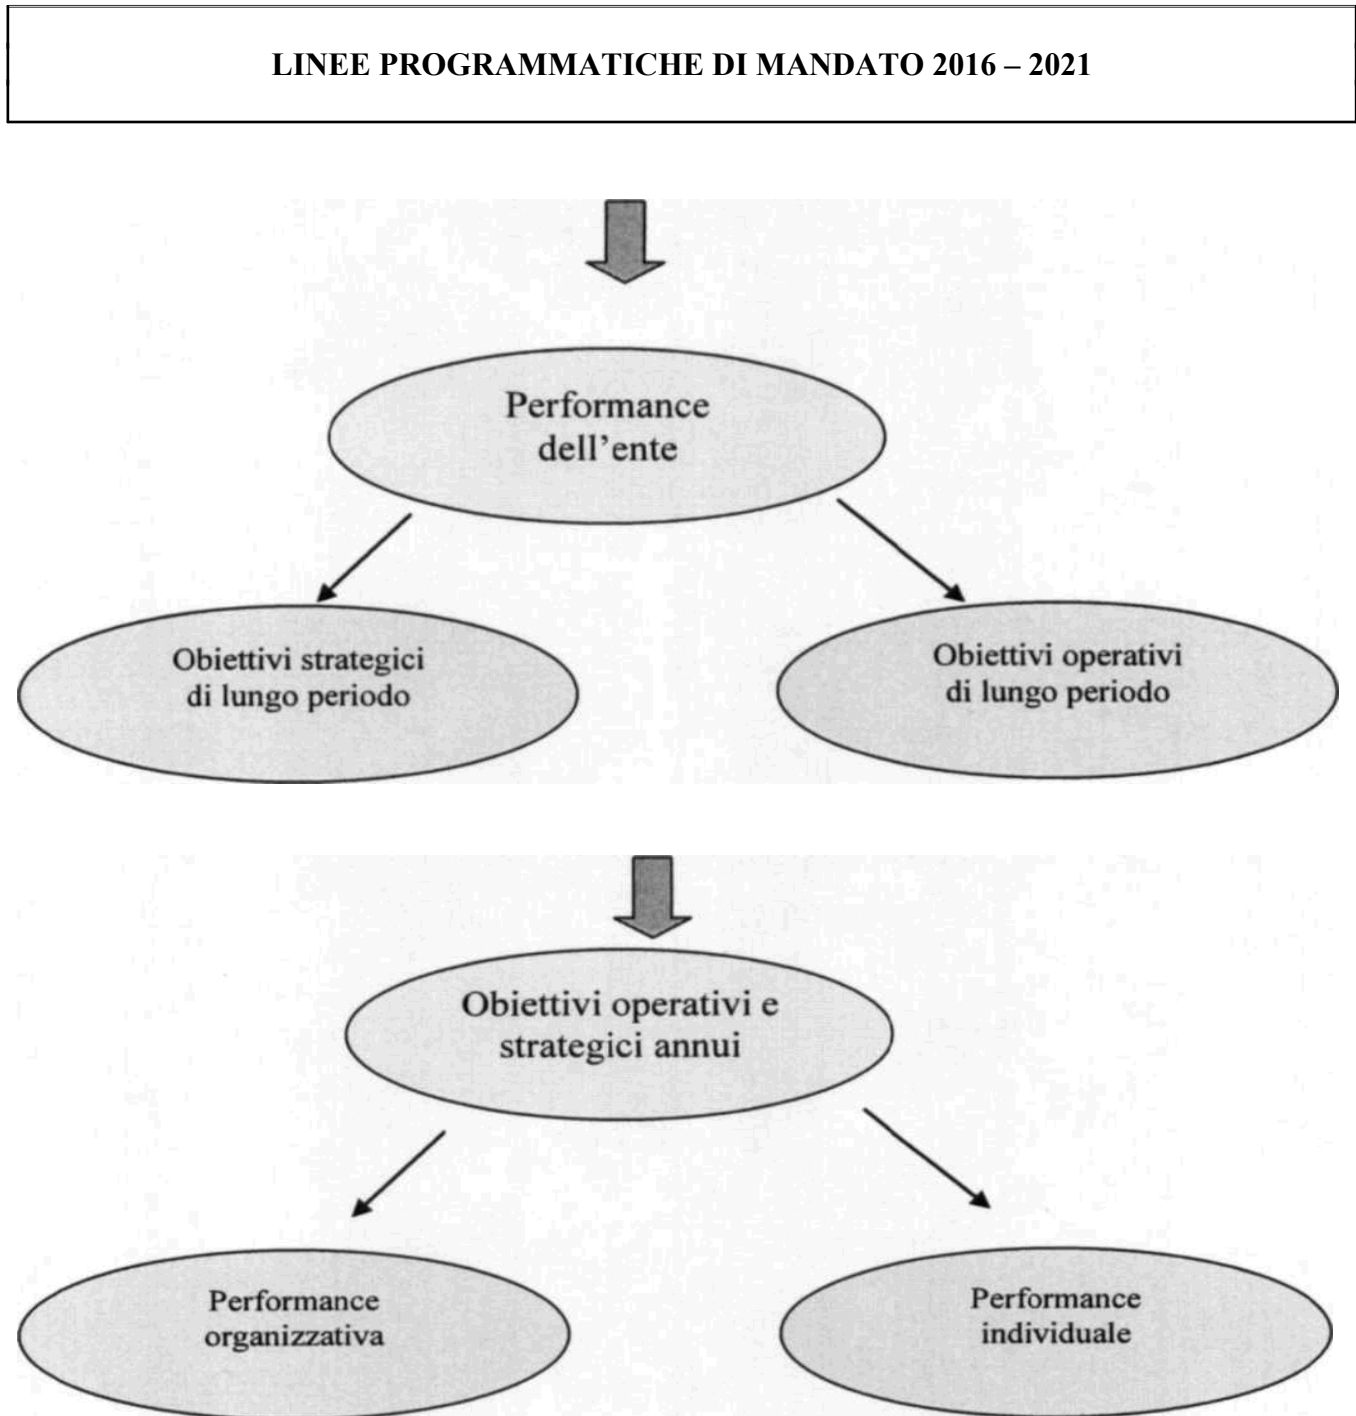 LINEE PROGRAMMATICHE DI MANDATO 2016 – 2021
Performance
dell’ente
Obiettivi strategici
di lungo periodo
Obiettivi operativi
di lungo periodo
Obiettivi operativi e
strategici annui
Performance
organizzativa
Performance
individuale